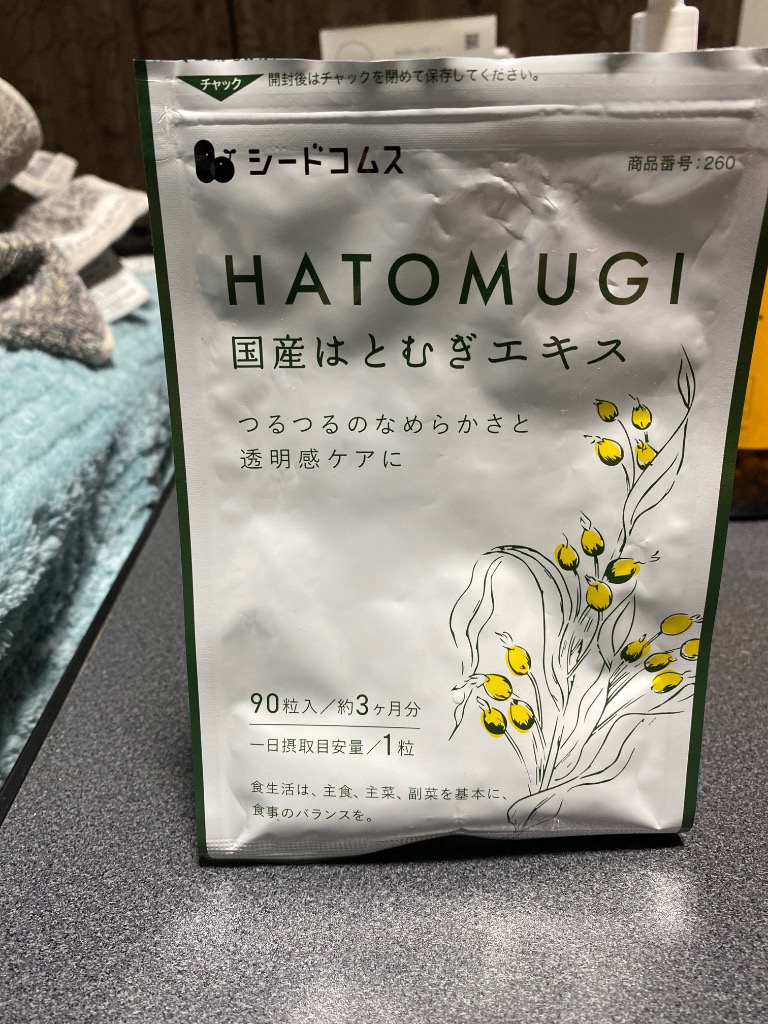 チャック
開封後はチャックを閉めて保存してください。
シードコムス
商品番号:260
HATOMUGI
国産はとむぎエキス
つるつるのなめらかさと
透明感ケアに
90粒入/約3ヶ月分
一日摂取目安量/1粒
食生活は、主食、主菜、副菜を基本に、
食事のバランスを。